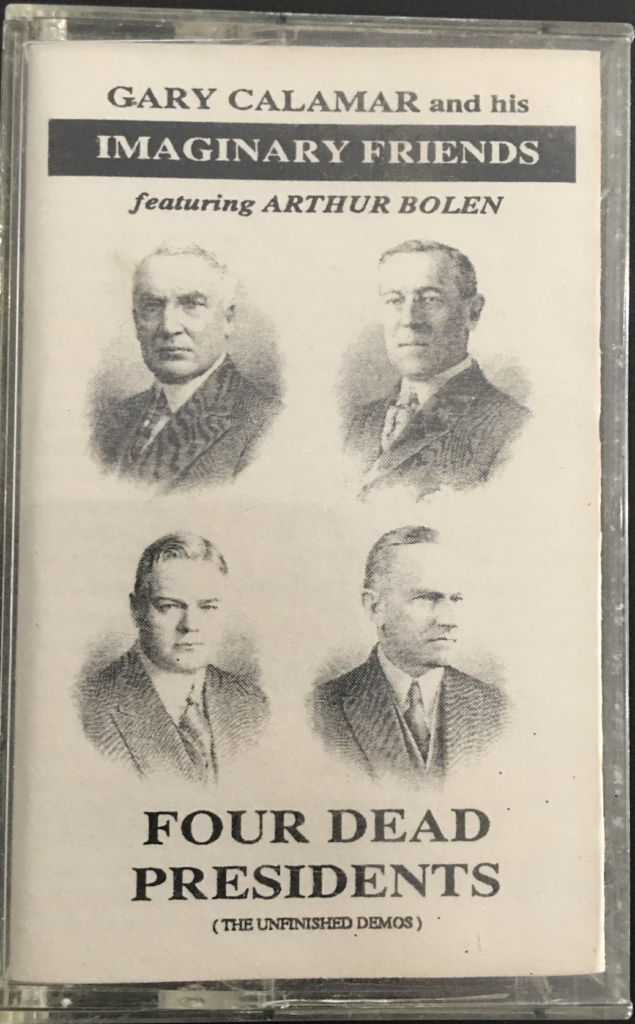 GARY CALAMAR and his
IMAGINARY FRIENDS
featuring ARTHUR BOLEN
FOUR DEAD
PRESIDENTS
(THE UNFINISHED DEMOS)